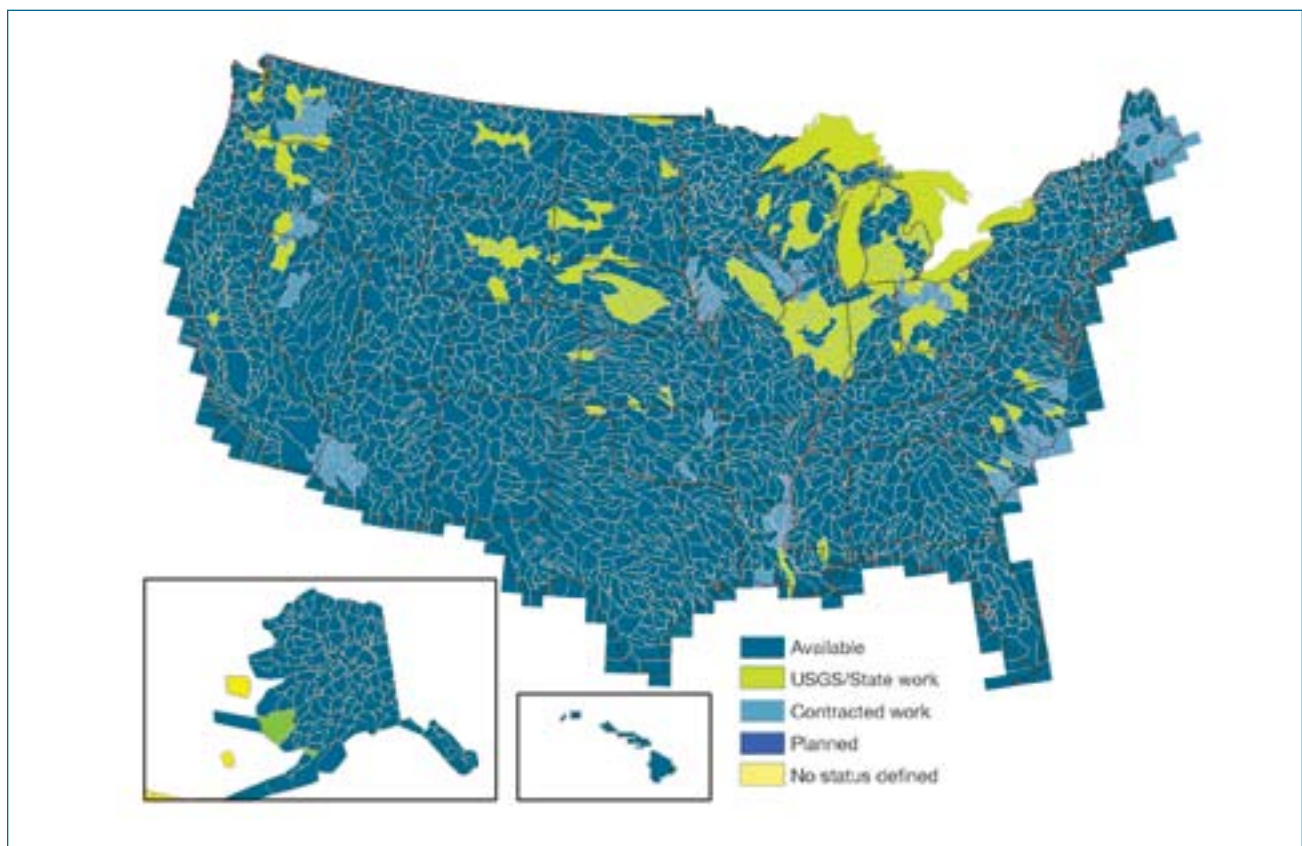 Available
USGS/State work
Contracted work
Planned
No status defined